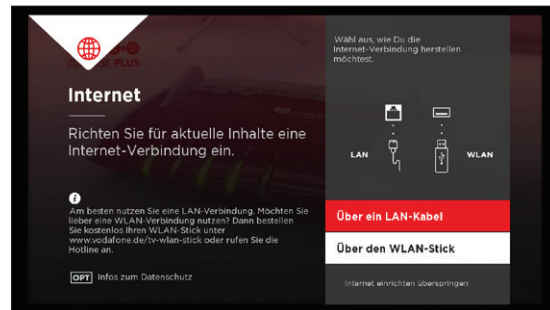 ZUHAUSE PLUS
Internet
Richten Sie für aktuelle Inhalte eine
Internet-Verbindung ein.
Am besten nutzen Sie eine LAN-Verbindung. Möchten Sie
lieber eine WLAN-Verbindung nutzen? Dann bestellen
Sie kostenlos Ihren WLAN-Stick unter
www.vodafone.de/tv-wlan-stick oder rufen Sie die
Hotline an.
OPT Infos zum Datenschutz
Wähl aus, wie Du die
Internet-Verbindung herstellen
möchtest.
LAN
WLAN
Über ein LAN-Kabel
Über den WLAN-Stick
Internet einrichten überspringen